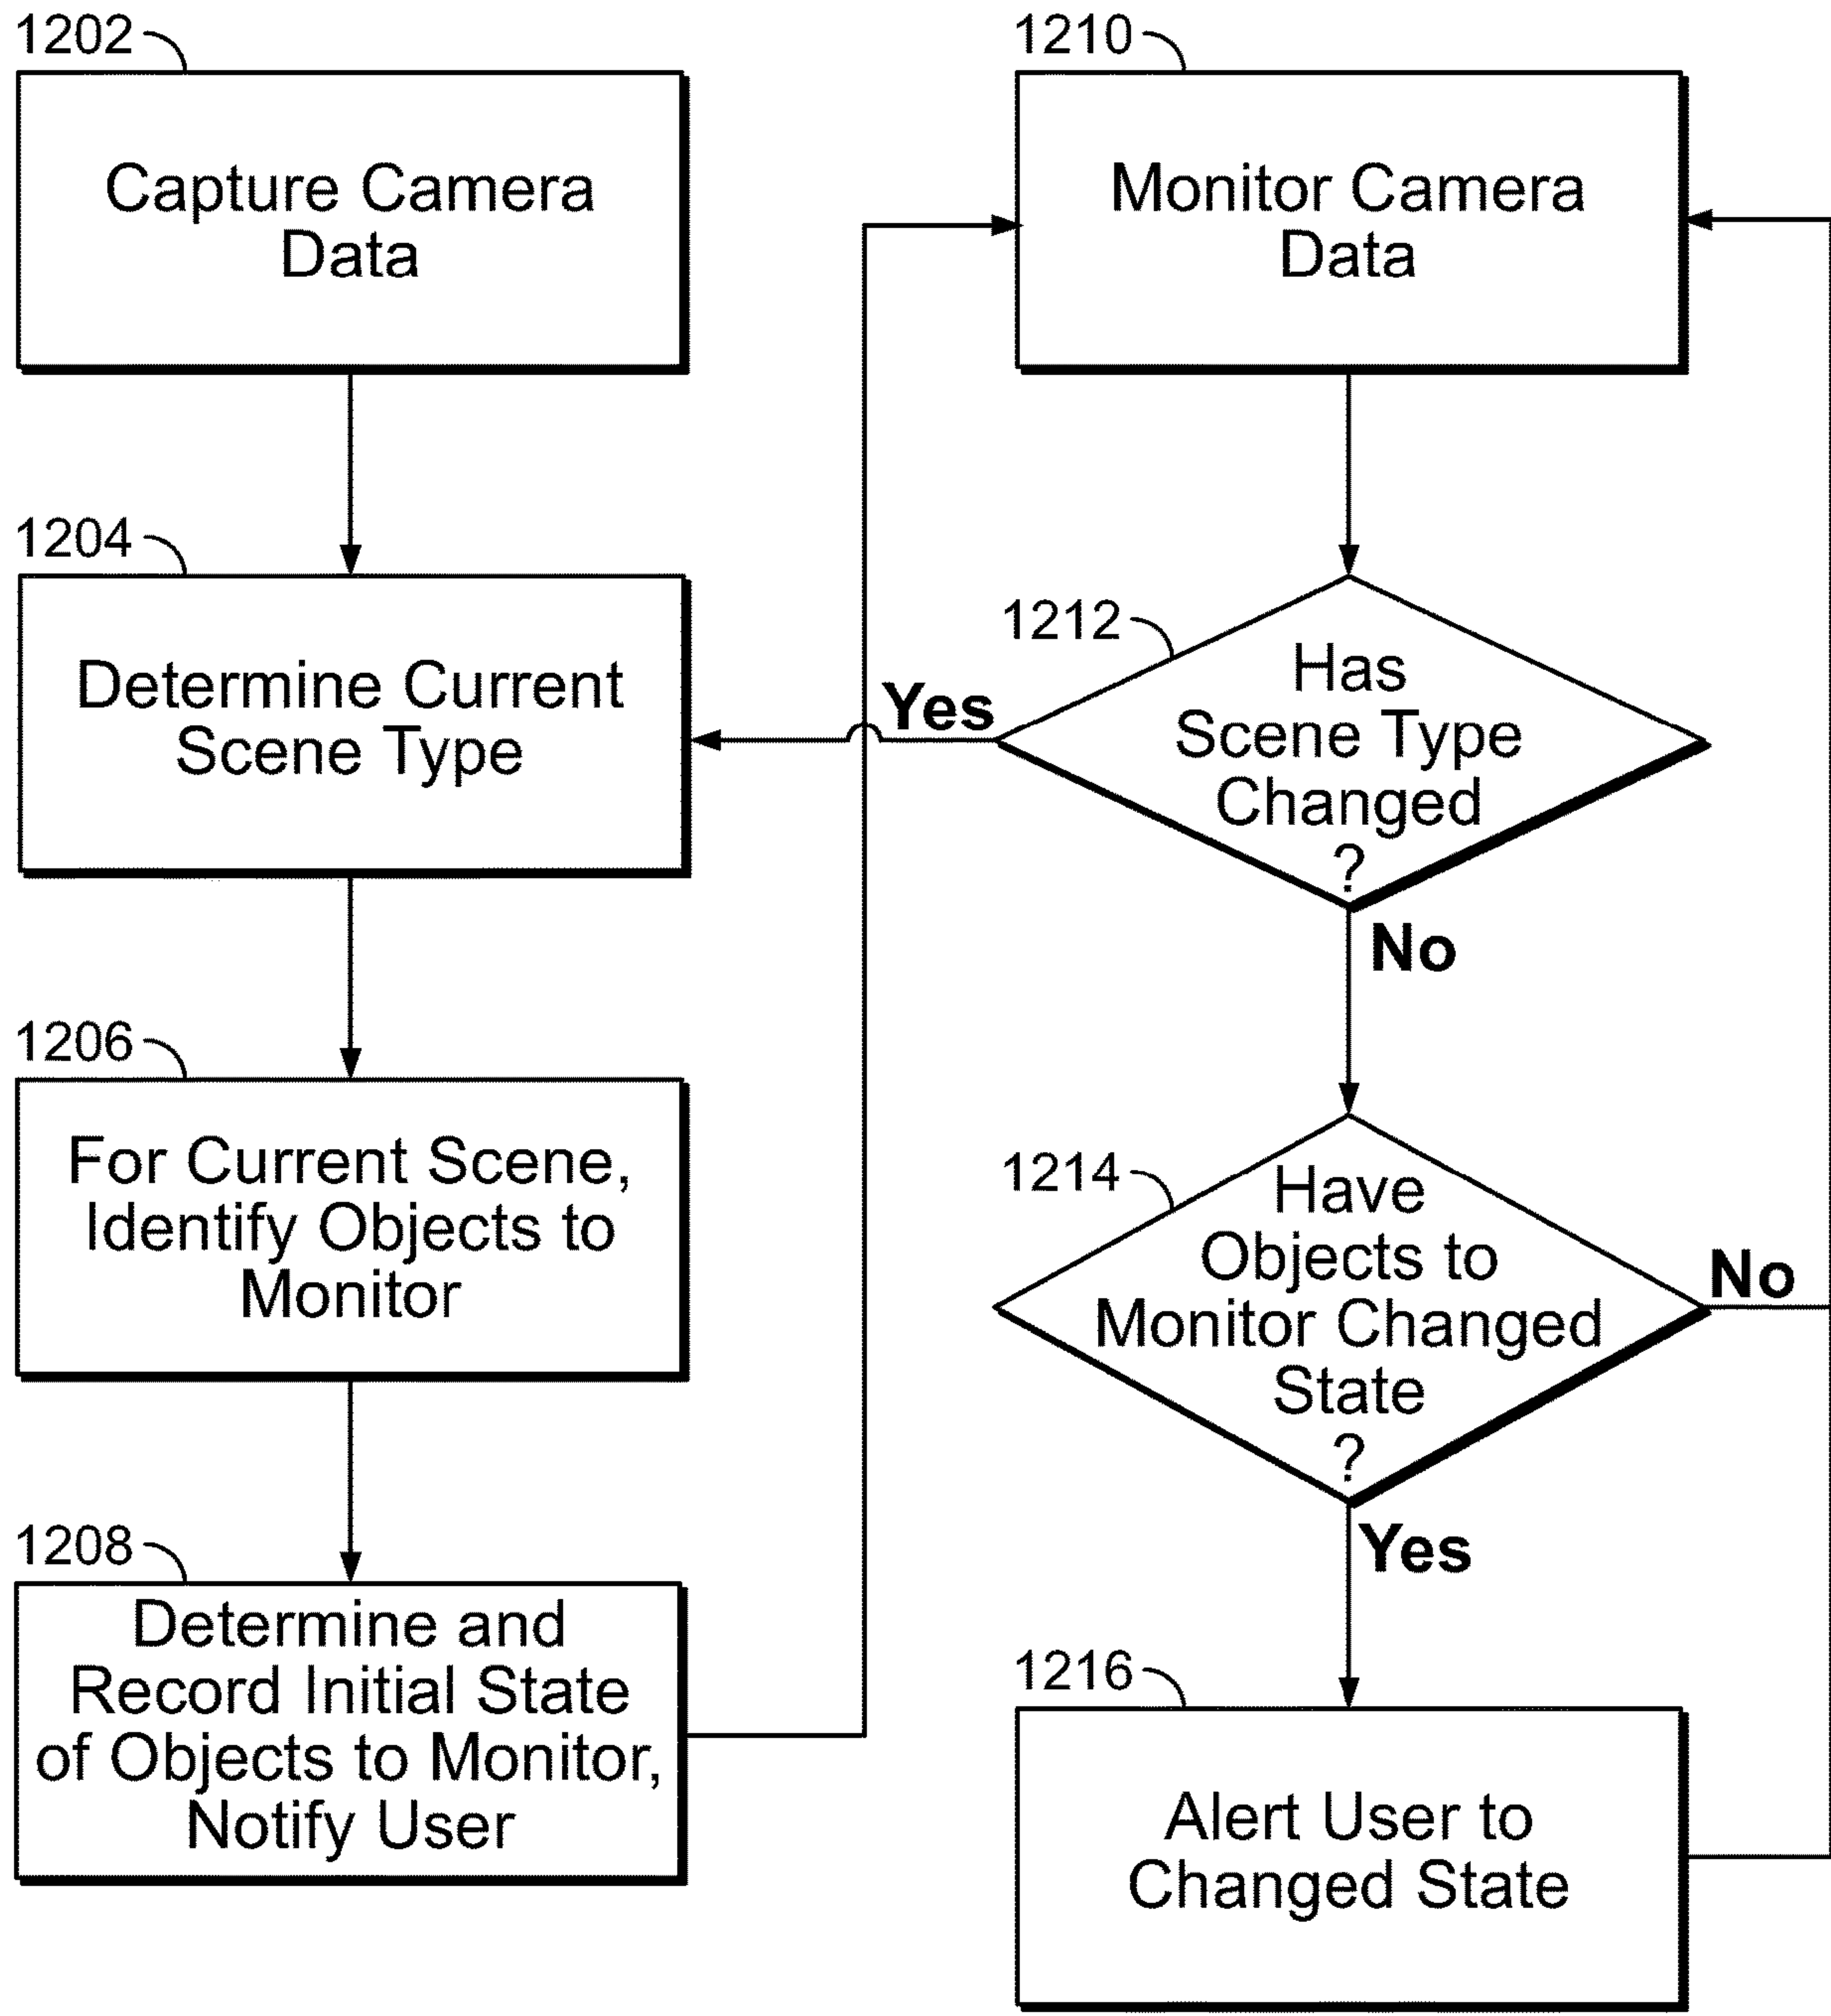 1202
Capture Camera
Data
1204
Determine Current
Scene Type
1206
For Current Scene,
Identify Objects to
Monitor
1208
Determine and
Record Initial State
of Objects to Monitor,
Notify User
1210
Monitor Camera
Data
1212
Has
Scene Type
Changed
?
Yes
No
1214
Have
Objects to
Monitor Changed
State
?
No
Yes
1216
Alert User to
Changed State